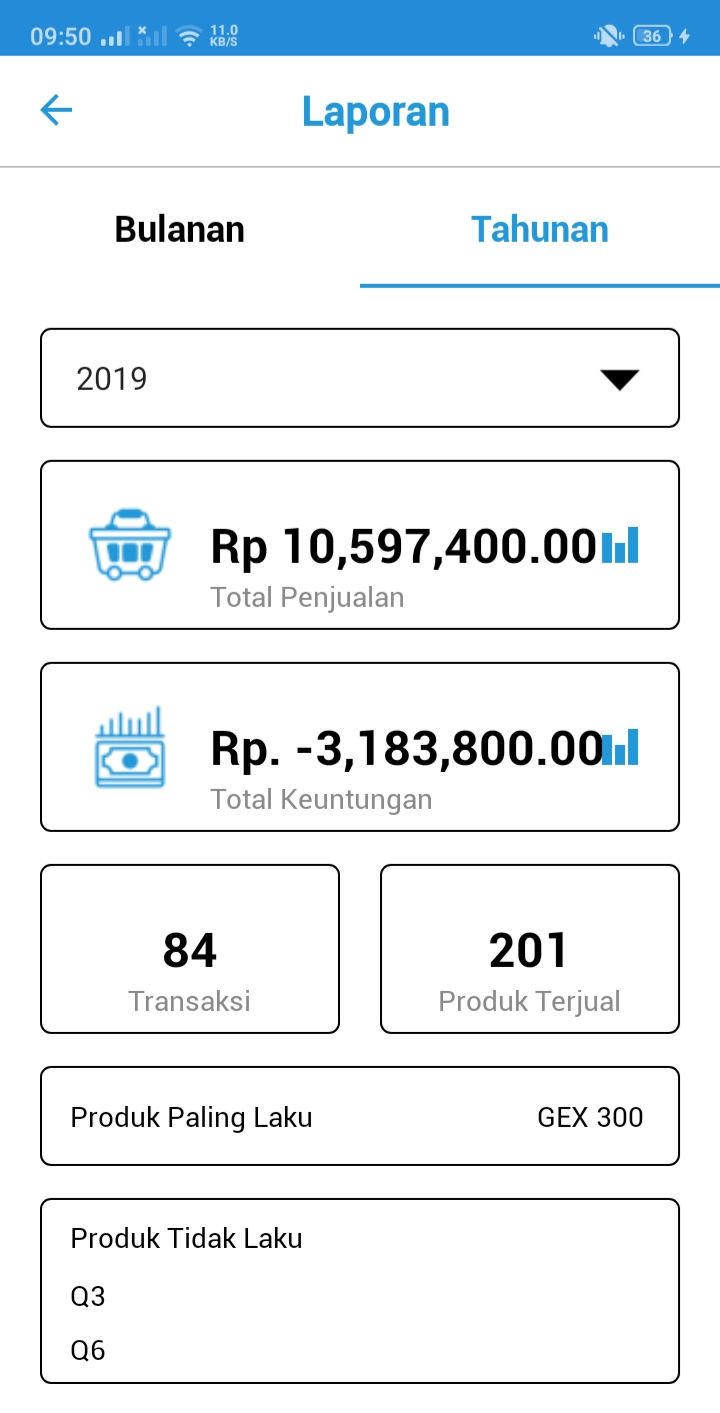 09:50 11.0 KB/S 36
Laporan
Bulanan Tahunan
2019
Rp 10,597,400.00
Total Penjualan
Rp. -3,183,800.00
Total Keuntungan
84 201
Transaksi Produk Terjual
Produk Paling Laku GEX 300
Produk Tidak Laku
Q3
Q6